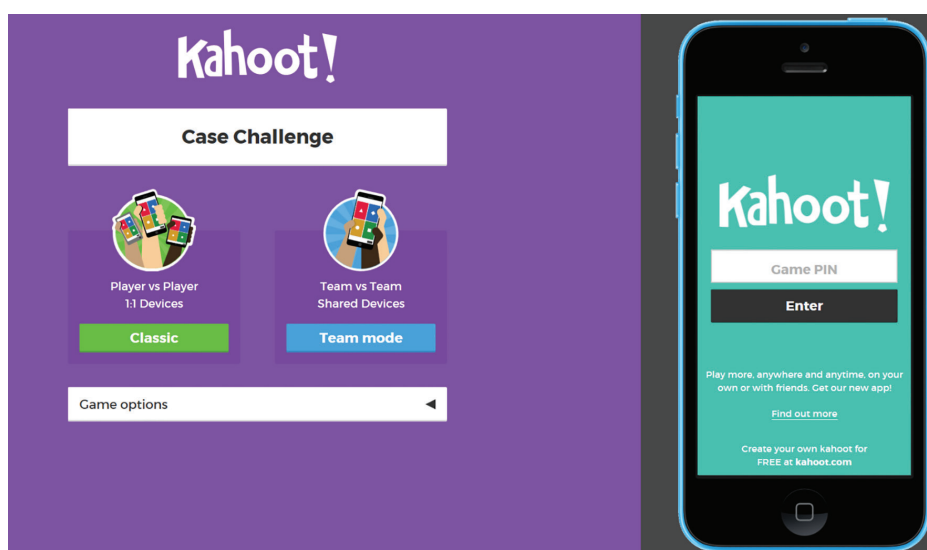 Kahoot!
Case Challenge
Player vs Player
1:1 Devices
Classic
Team vs Team
Shared Devices
Team mode
Game options
Kahoot!
Game PIN
Enter
Play more, anywhere and anytime, on your
own or with friends. Get our new app!
Find out more
Create your own kahoot for
FREE at kahoot.com